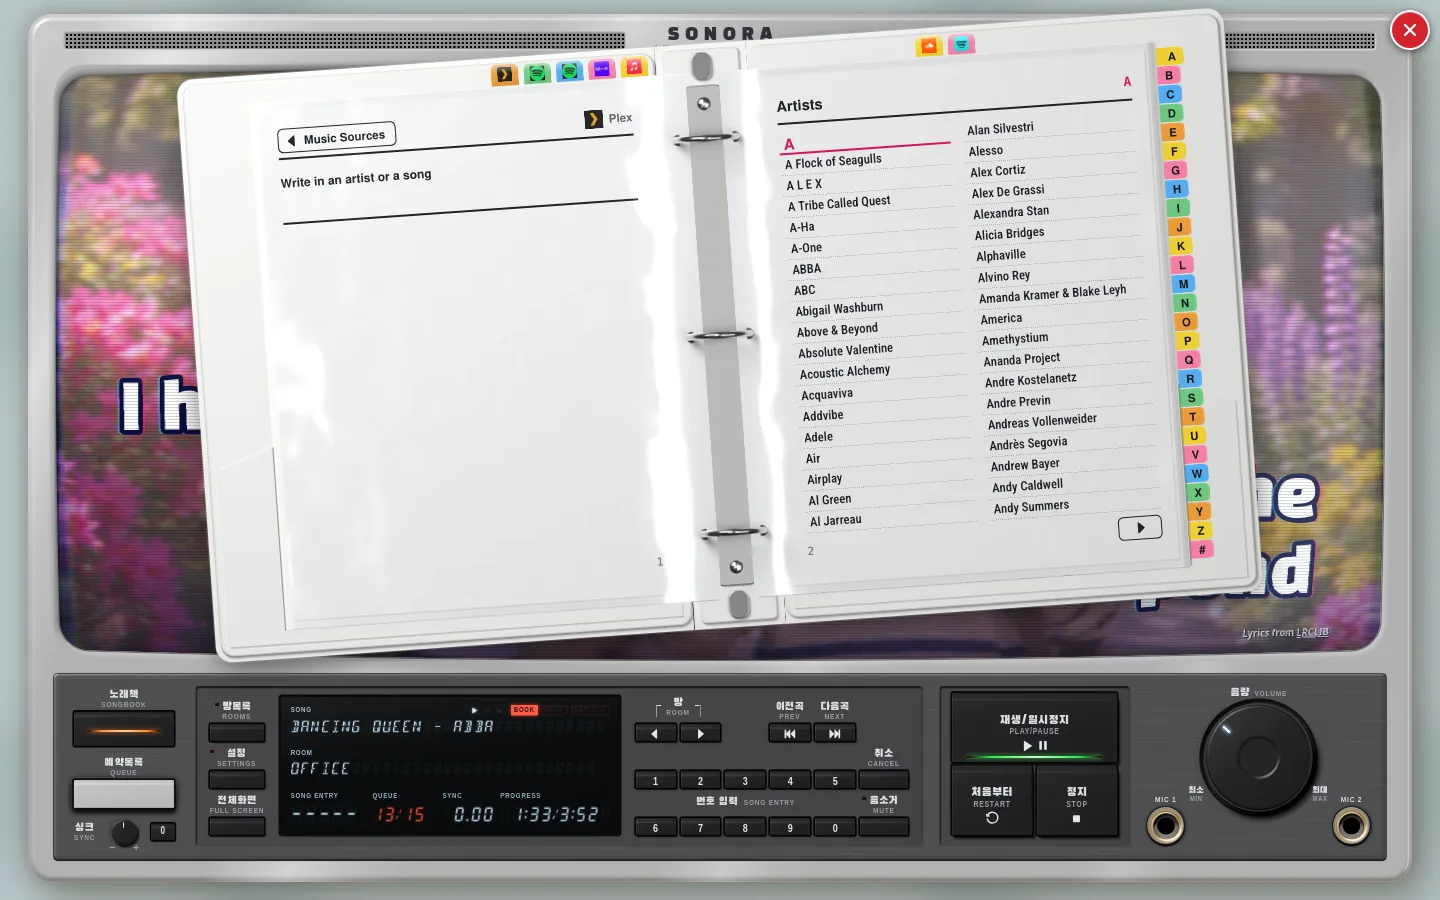 SONORA
Music Sources
Plex
Write in an artist or a song
1
Artists
A
A
A Flock of Seagulls
A L E X
A Tribe Called Quest
A-Ha
A-One
ABBA
ABC
Abigail Washburn
Above & Beyond
Absolute Valentine
Acoustic Alchemy
Acquaviva
Addvibe
Adele
Air
Airplay
Al Green
Al Jarreau
Alan Silvestri
Alesso
Alex Cortiz
Alex De Grassi
Alexandra Stan
Alicia Bridges
Alphaville
Alvino Rey
Amanda Kramer & Blake Leyh
America
Amethystium
Ananda Project
Andre Kostelanetz
Andre Previn
Andreas Vollenweider
Andrès Segovia
Andrew Bayer
Andy Caldwell
Andy Summers
2
A
B
C
D
E
F
G
H
I
J
K
L
M
N
O
P
Q
R
S
T
U
V
W
X
Y
Z
#
I h
Lyrics from LRCLIB
노래책
SONGBOOK
예약목록
QUEUE
싱크
SYNC
0
방목록
ROOMS
설정
SETTINGS
전체화면
FULL SCREEN
SONG
BOOK
DANCING QUEEN - ABBA
ROOM
OFFICE
SONG ENTRY QUEUE SYNC PROGRESS
----- 13/15 0.00 1:33/3:52
방
ROOM
이전곡
PREV
다음곡
NEXT
취소
CANCEL
1 2 3 4 5
번호 입력 SONG ENTRY
음소거
MUTE
6 7 8 9 0
재생/일시정지
PLAY/PAUSE
처음부터
RESTART
정지
STOP
음량 VOLUME
최소
MIN
최대
MAX
MIC 1
MIC 2